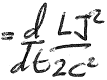 = d/dt LJ²/2C²